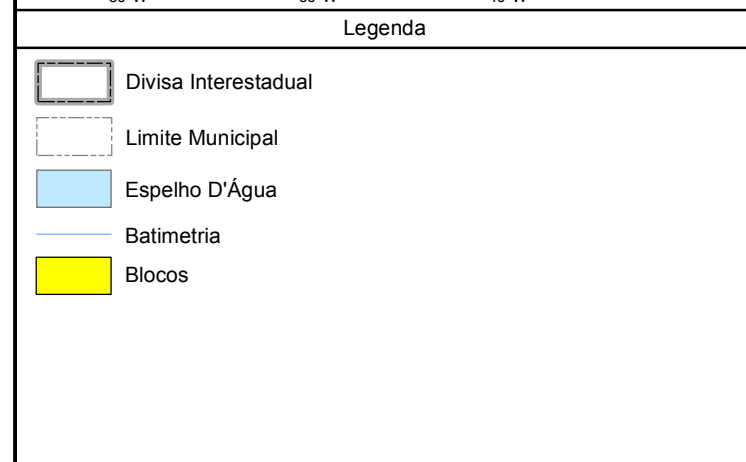 Legenda
Divisa Interestadual
Limite Municipal
Espelho D'Água
Batimetria
Blocos